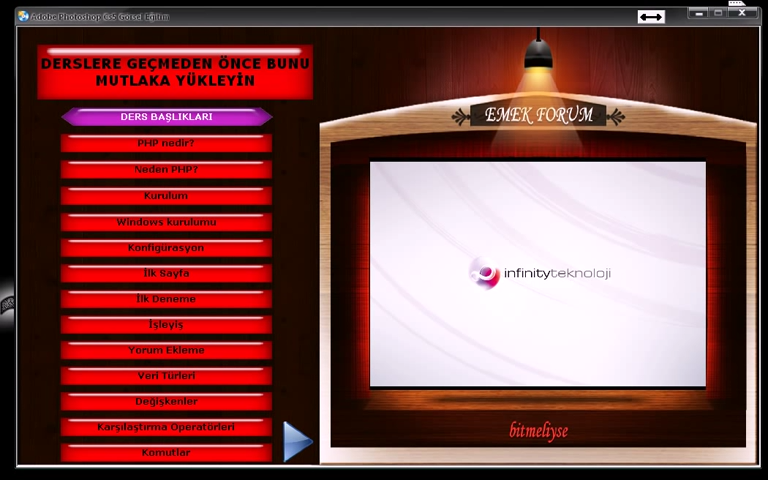 Adobe Photoshop Cs5 Görsel Eğitim
DERSLERE GEÇMEDEN ÖNCE BUNU
MUTLAKA YÜKLEYİN
DERS BAŞLIKLARI
PHP nedir?
Neden PHP?
Kurulum
Windows kurulumu
Konfigürasyon
İlk Sayfa
İlk Deneme
İşleyiş
Yorum Ekleme
Veri Türleri
Değişkenler
Karşılaştırma Operatörleri
Komutlar
EMEK FORUM
infinityteknoloji
bitmeliyse